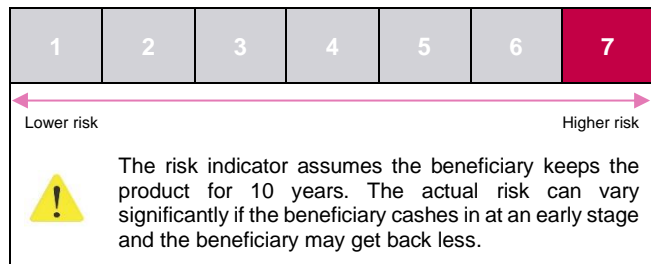 1 2 3 4 5 6 7
Lower risk Higher risk
The risk indicator assumes the beneficiary keeps the
product for 10 years. The actual risk can vary
significantly if the beneficiary cashes in at an early stage
and the beneficiary may get back less.